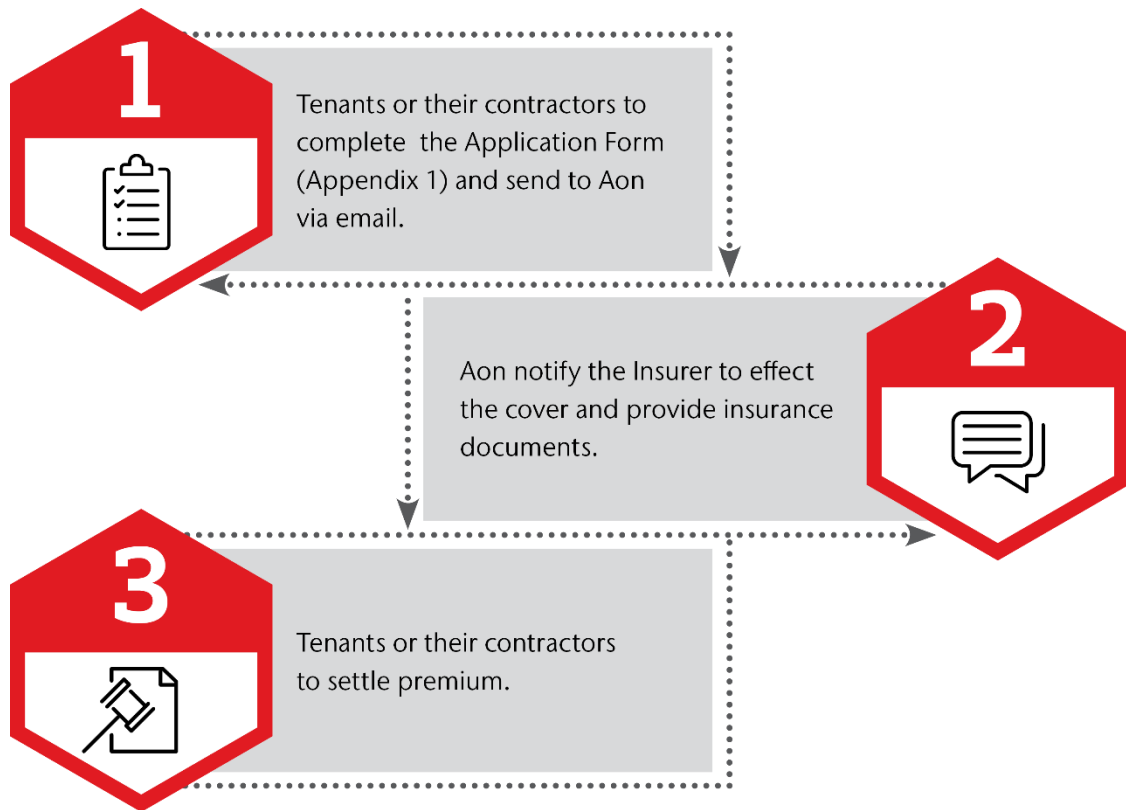 1
Tenants or their contractors to
complete  the Application Form
(Appendix 1) and send to Aon
via email.
2
Aon notify the Insurer to effect
the cover and provide insurance
documents.
3
Tenants or their contractors
to settle premium.